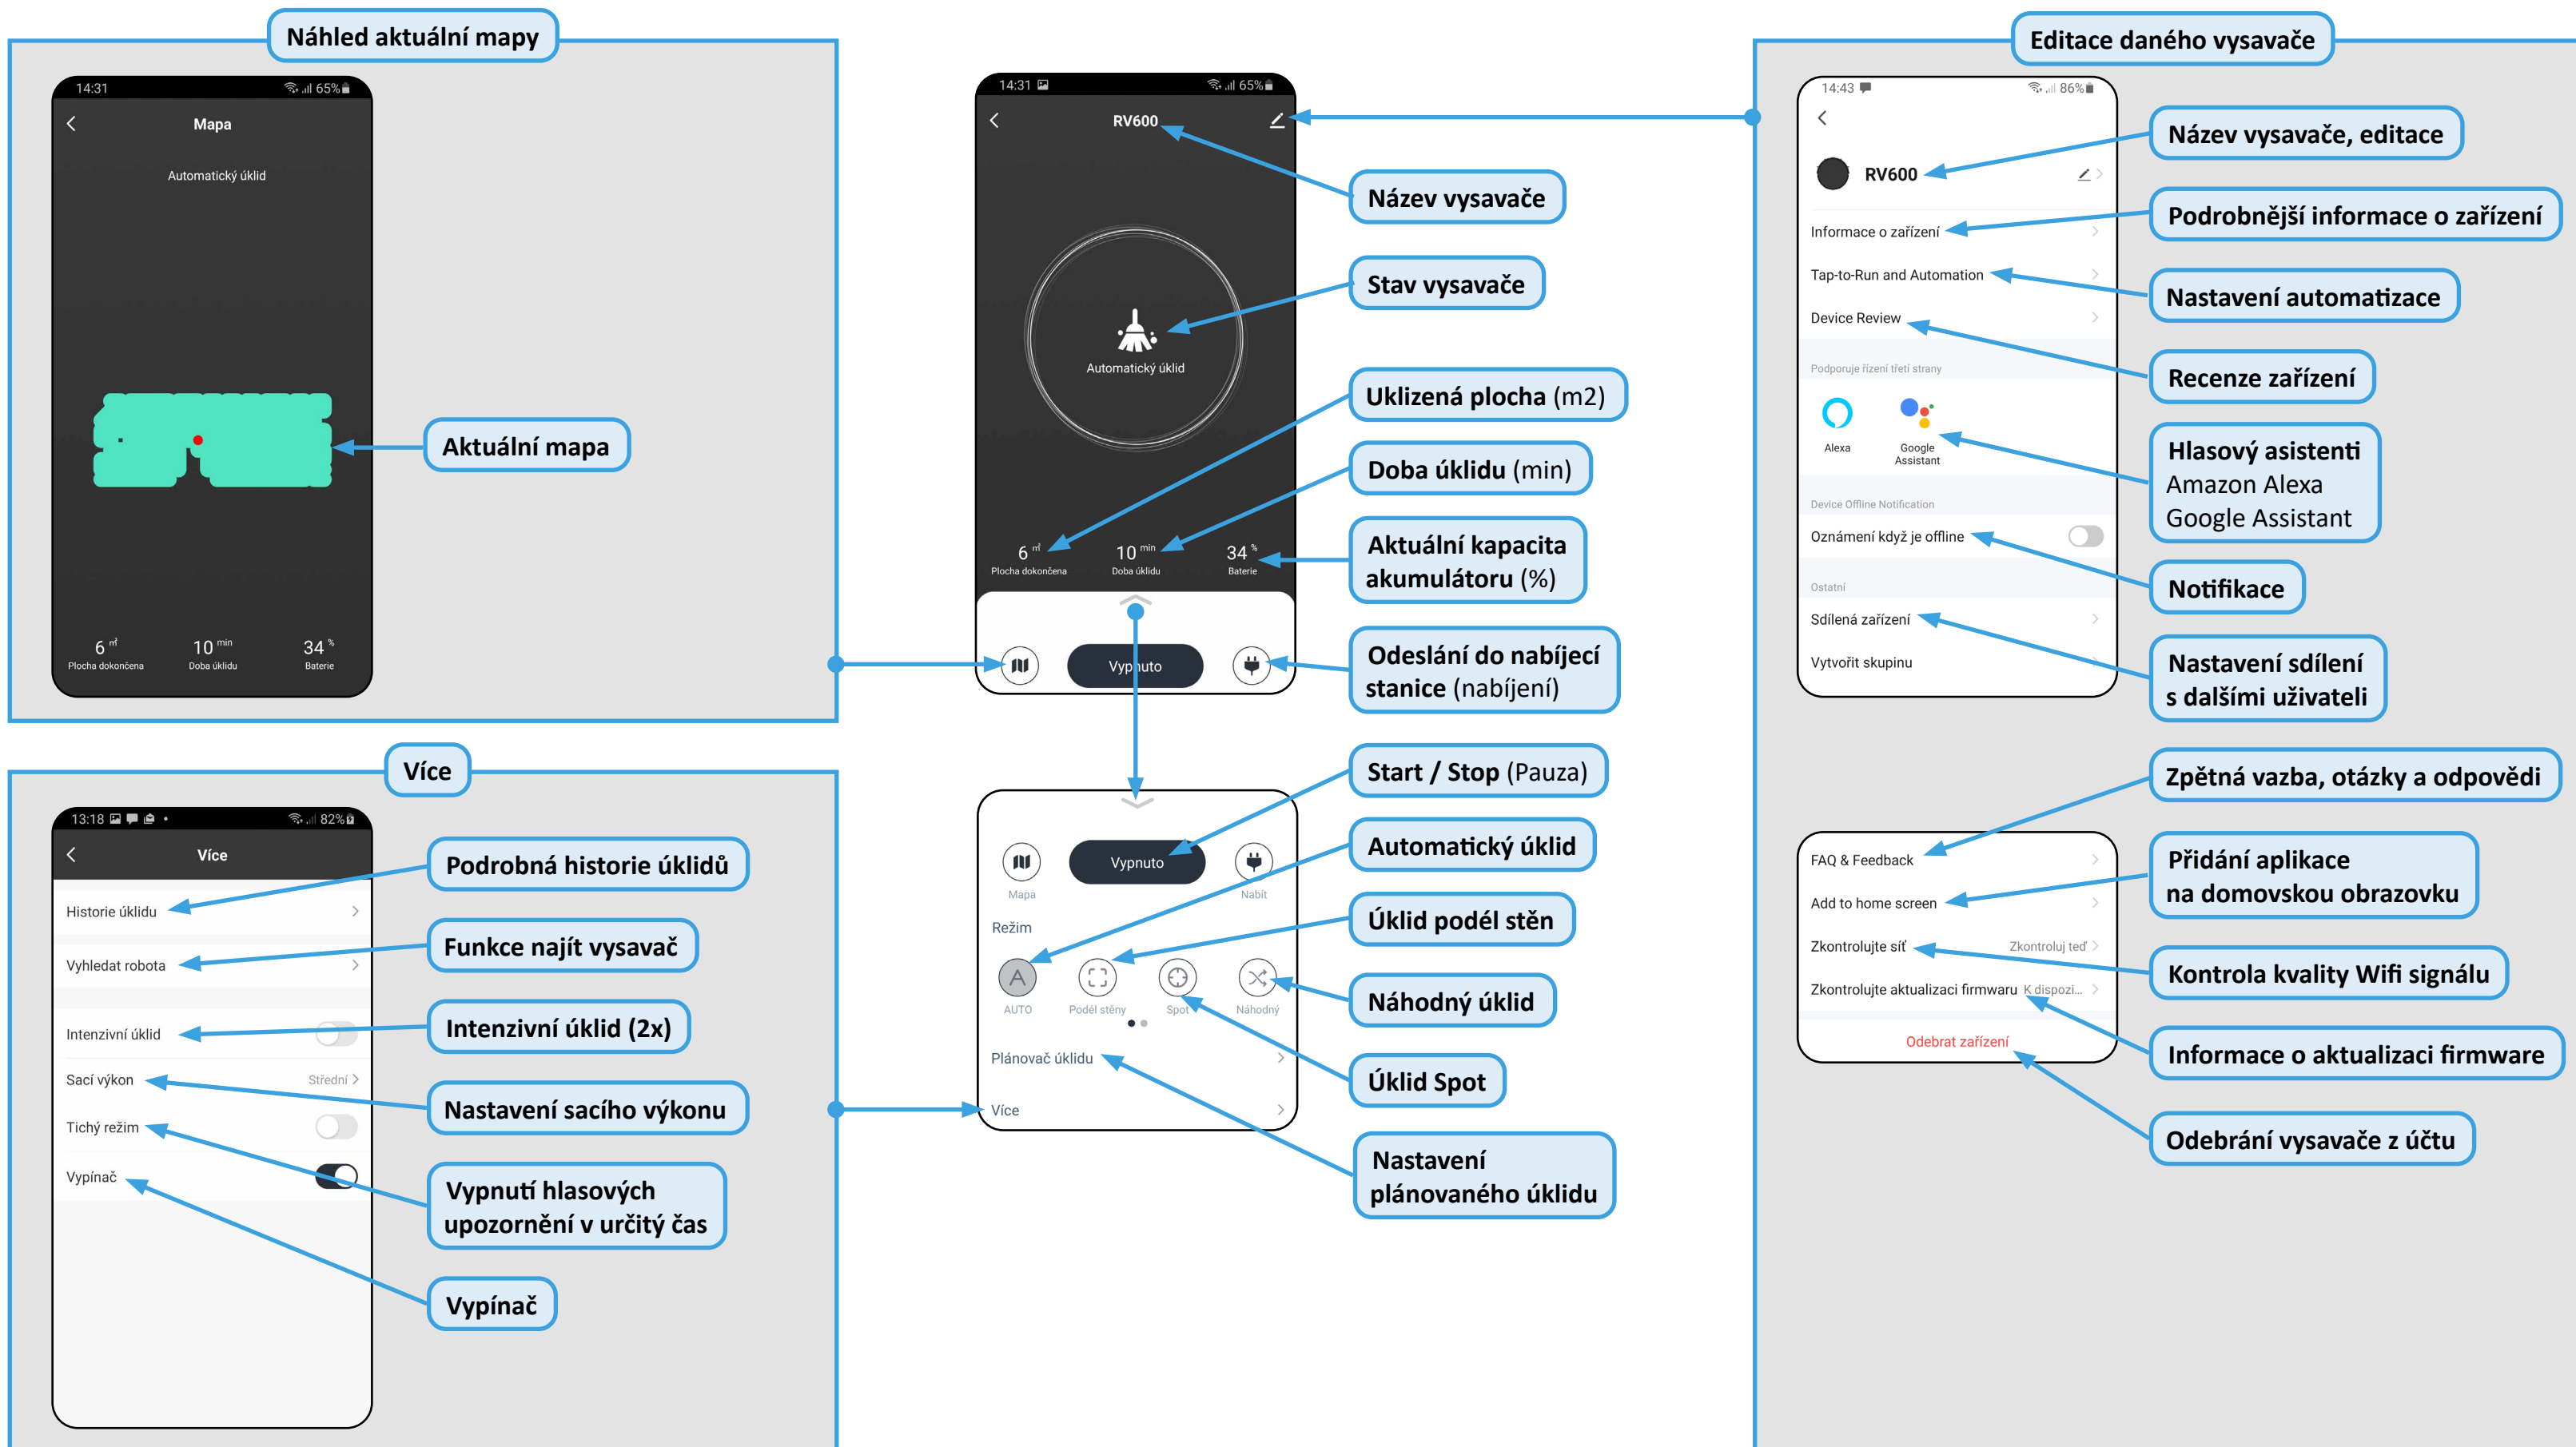 Náhled aktuální mapy
14:31
65%
Mapa
Automatický úklid
Aktuální mapa
6 ㎡
10 min
34 %
Plocha dokončena
Doba úklidu
Baterie
Více
13:18
82%
Více
Historie úklidu
Vyhledat robota
Intenzivní úklid
Sací výkon
Střední
Tichý režim
Vypínač
Podrobná historie úklidů
Funkce najít vysavač
Intenzivní úklid (2x)
Nastavení sacího výkonu
Vypnutí hlasových
upozornění v určitý čas
Vypínač
14:31
65%
RV600
Automatický úklid
6 ㎡
10 min
34 %
Plocha dokončena
Doba úklidu
Baterie
Vypnuto
Název vysavače
Stav vysavače
Uklizená plocha (m2)
Doba úklidu (min)
Aktuální kapacita
akumulátoru (%)
Odeslání do nabíjecí
stanice (nabíjení)
Vypnuto
Mapa
Nabít
Režim
A
AUTO
Podél stěny
Spot
Náhodný
Plánovač úklidu
Více
Start / Stop (Pauza)
Automatický úklid
Úklid podél stěn
Náhodný úklid
Úklid Spot
Nastavení
plánovaného úklidu
Editace daného vysavače
14:43
86%
RV600
Informace o zařízení
Tap-to-Run and Automation
Device Review
Podporuje řízení třetí strany
Alexa
Google
Assistant
Device Offline Notification
Oznámení když je offline
Ostatní
Sdílená zařízení
Vytvořit skupinu
Název vysavače, editace
Podrobnější informace o zařízení
Nastavení automatizace
Recenze zařízení
Hlasový asistenti
Amazon Alexa
Google Assistant
Notifikace
Nastavení sdílení
s dalšími uživateli
FAQ & Feedback
Add to home screen
Zkontrolujte síť
Zkontroluj teď
Zkontrolujte aktualizaci firmwaru
K dispozi...
Odebrat zařízení
Zpětná vazba, otázky a odpovědi
Přidání aplikace
na domovskou obrazovku
Kontrola kvality Wifi signálu
Informace o aktualizaci firmware
Odebrání vysavače z účtu